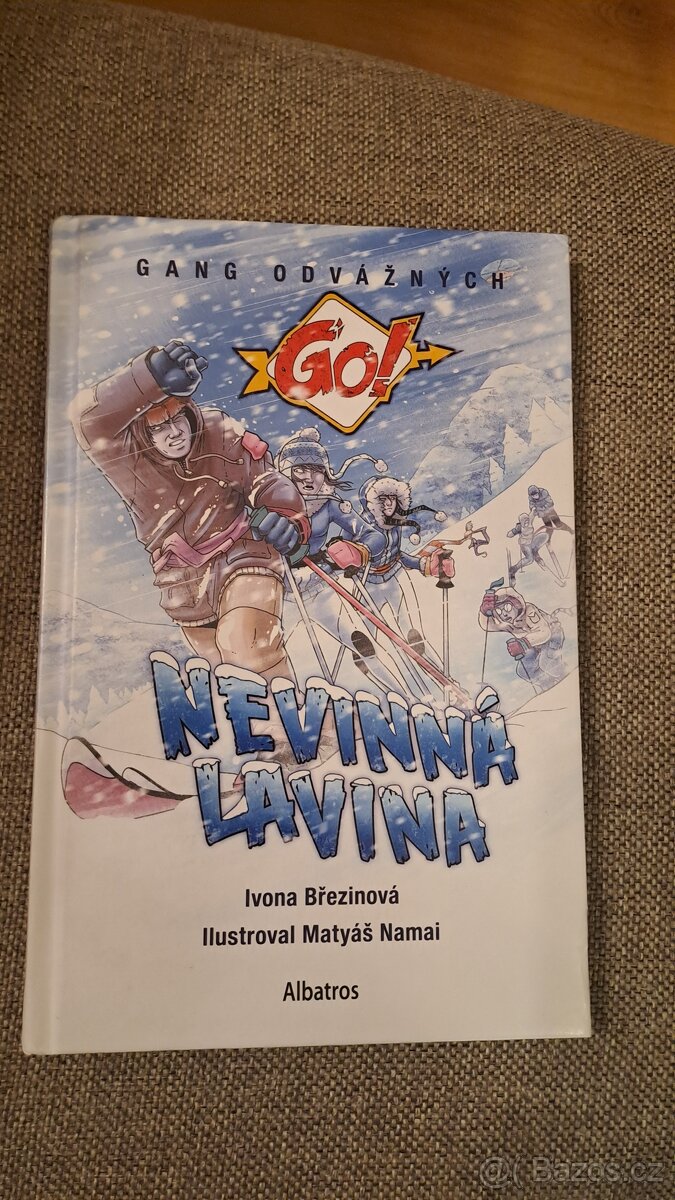 GANG ODVÁŽNÝCH
GO!
NEVINNÁ
LAVINA
Ivona Březinová
Ilustroval Matyáš Namai
Albatros
@( Bazos.cz